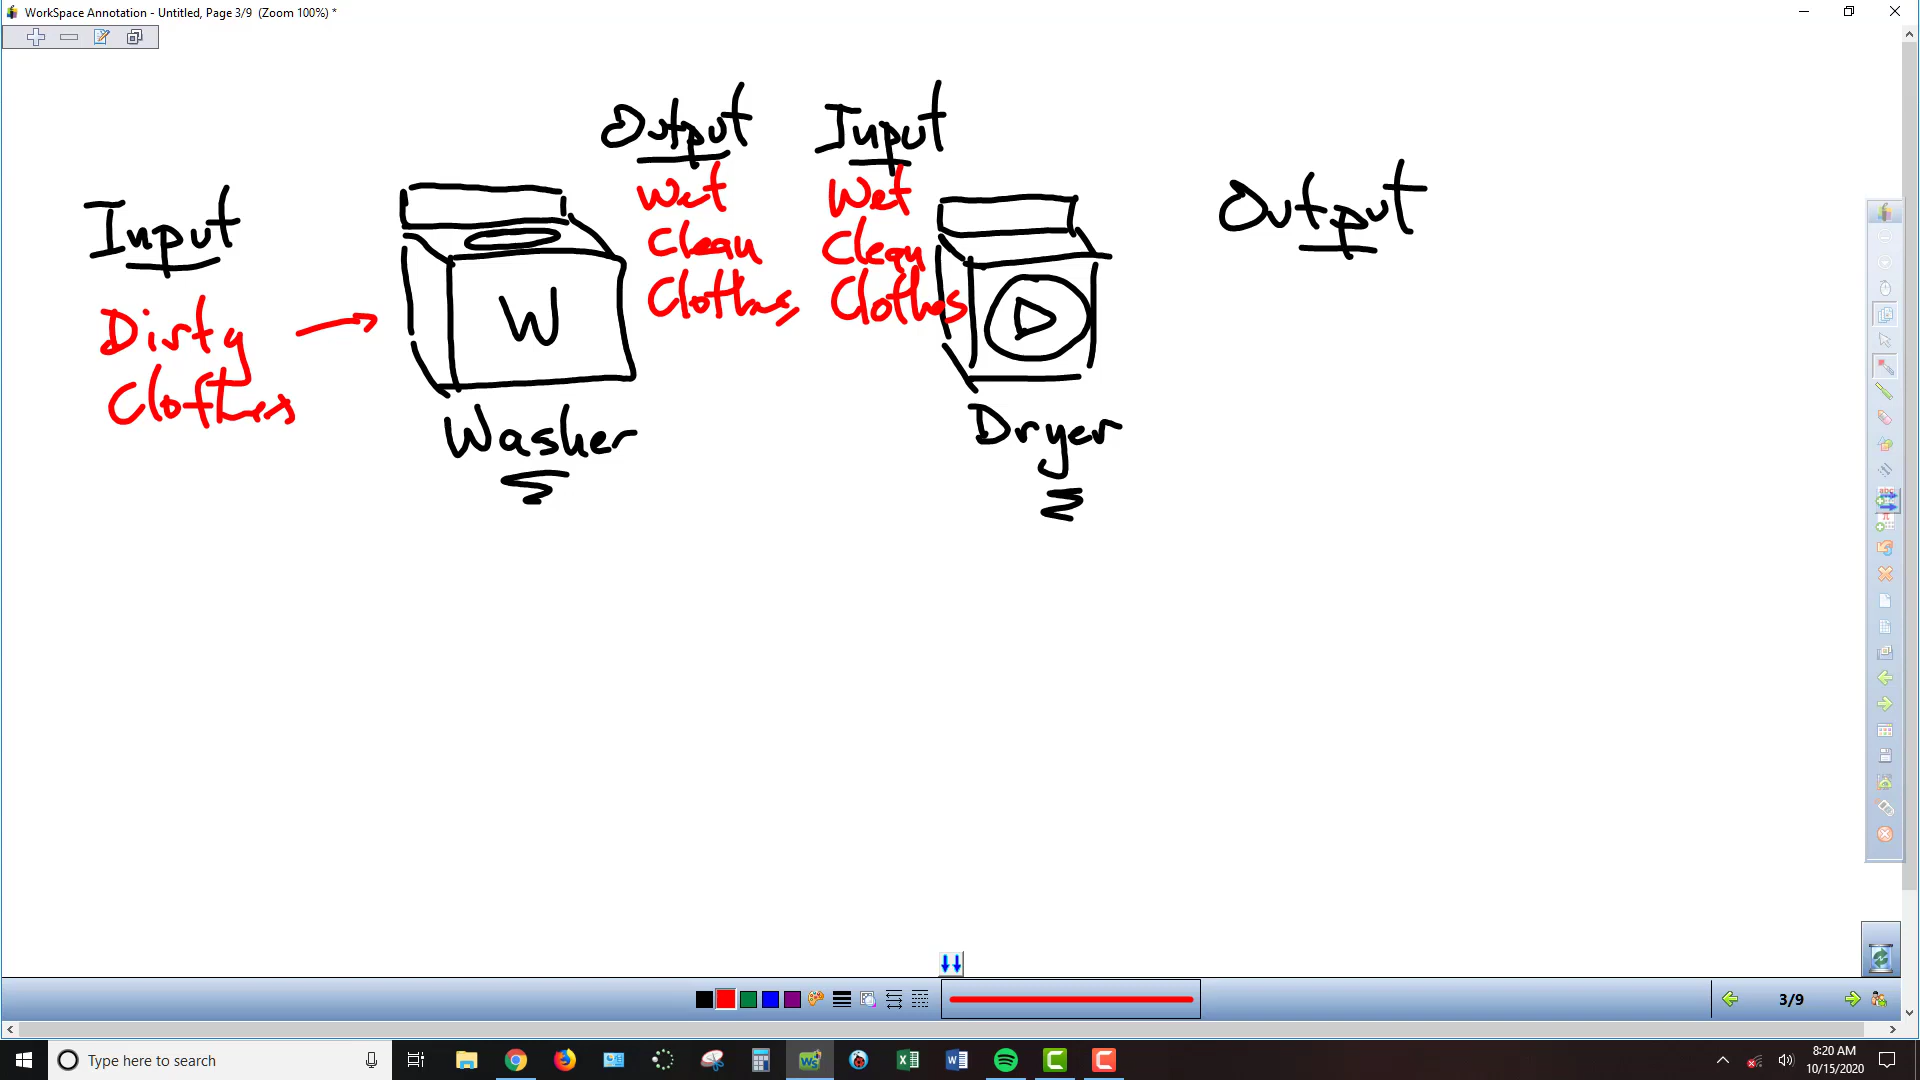 WorkSpace Annotation - Untitled, Page 3/9 (Zoom 100%) *
Input
Dirty
Clothes
W
Washer
Output
Wet
Clean
Clothes
Input
Wet
Clean
Clothes
D
Dryer
Output
3/9
Type here to search
8:20 AM
10/15/2020